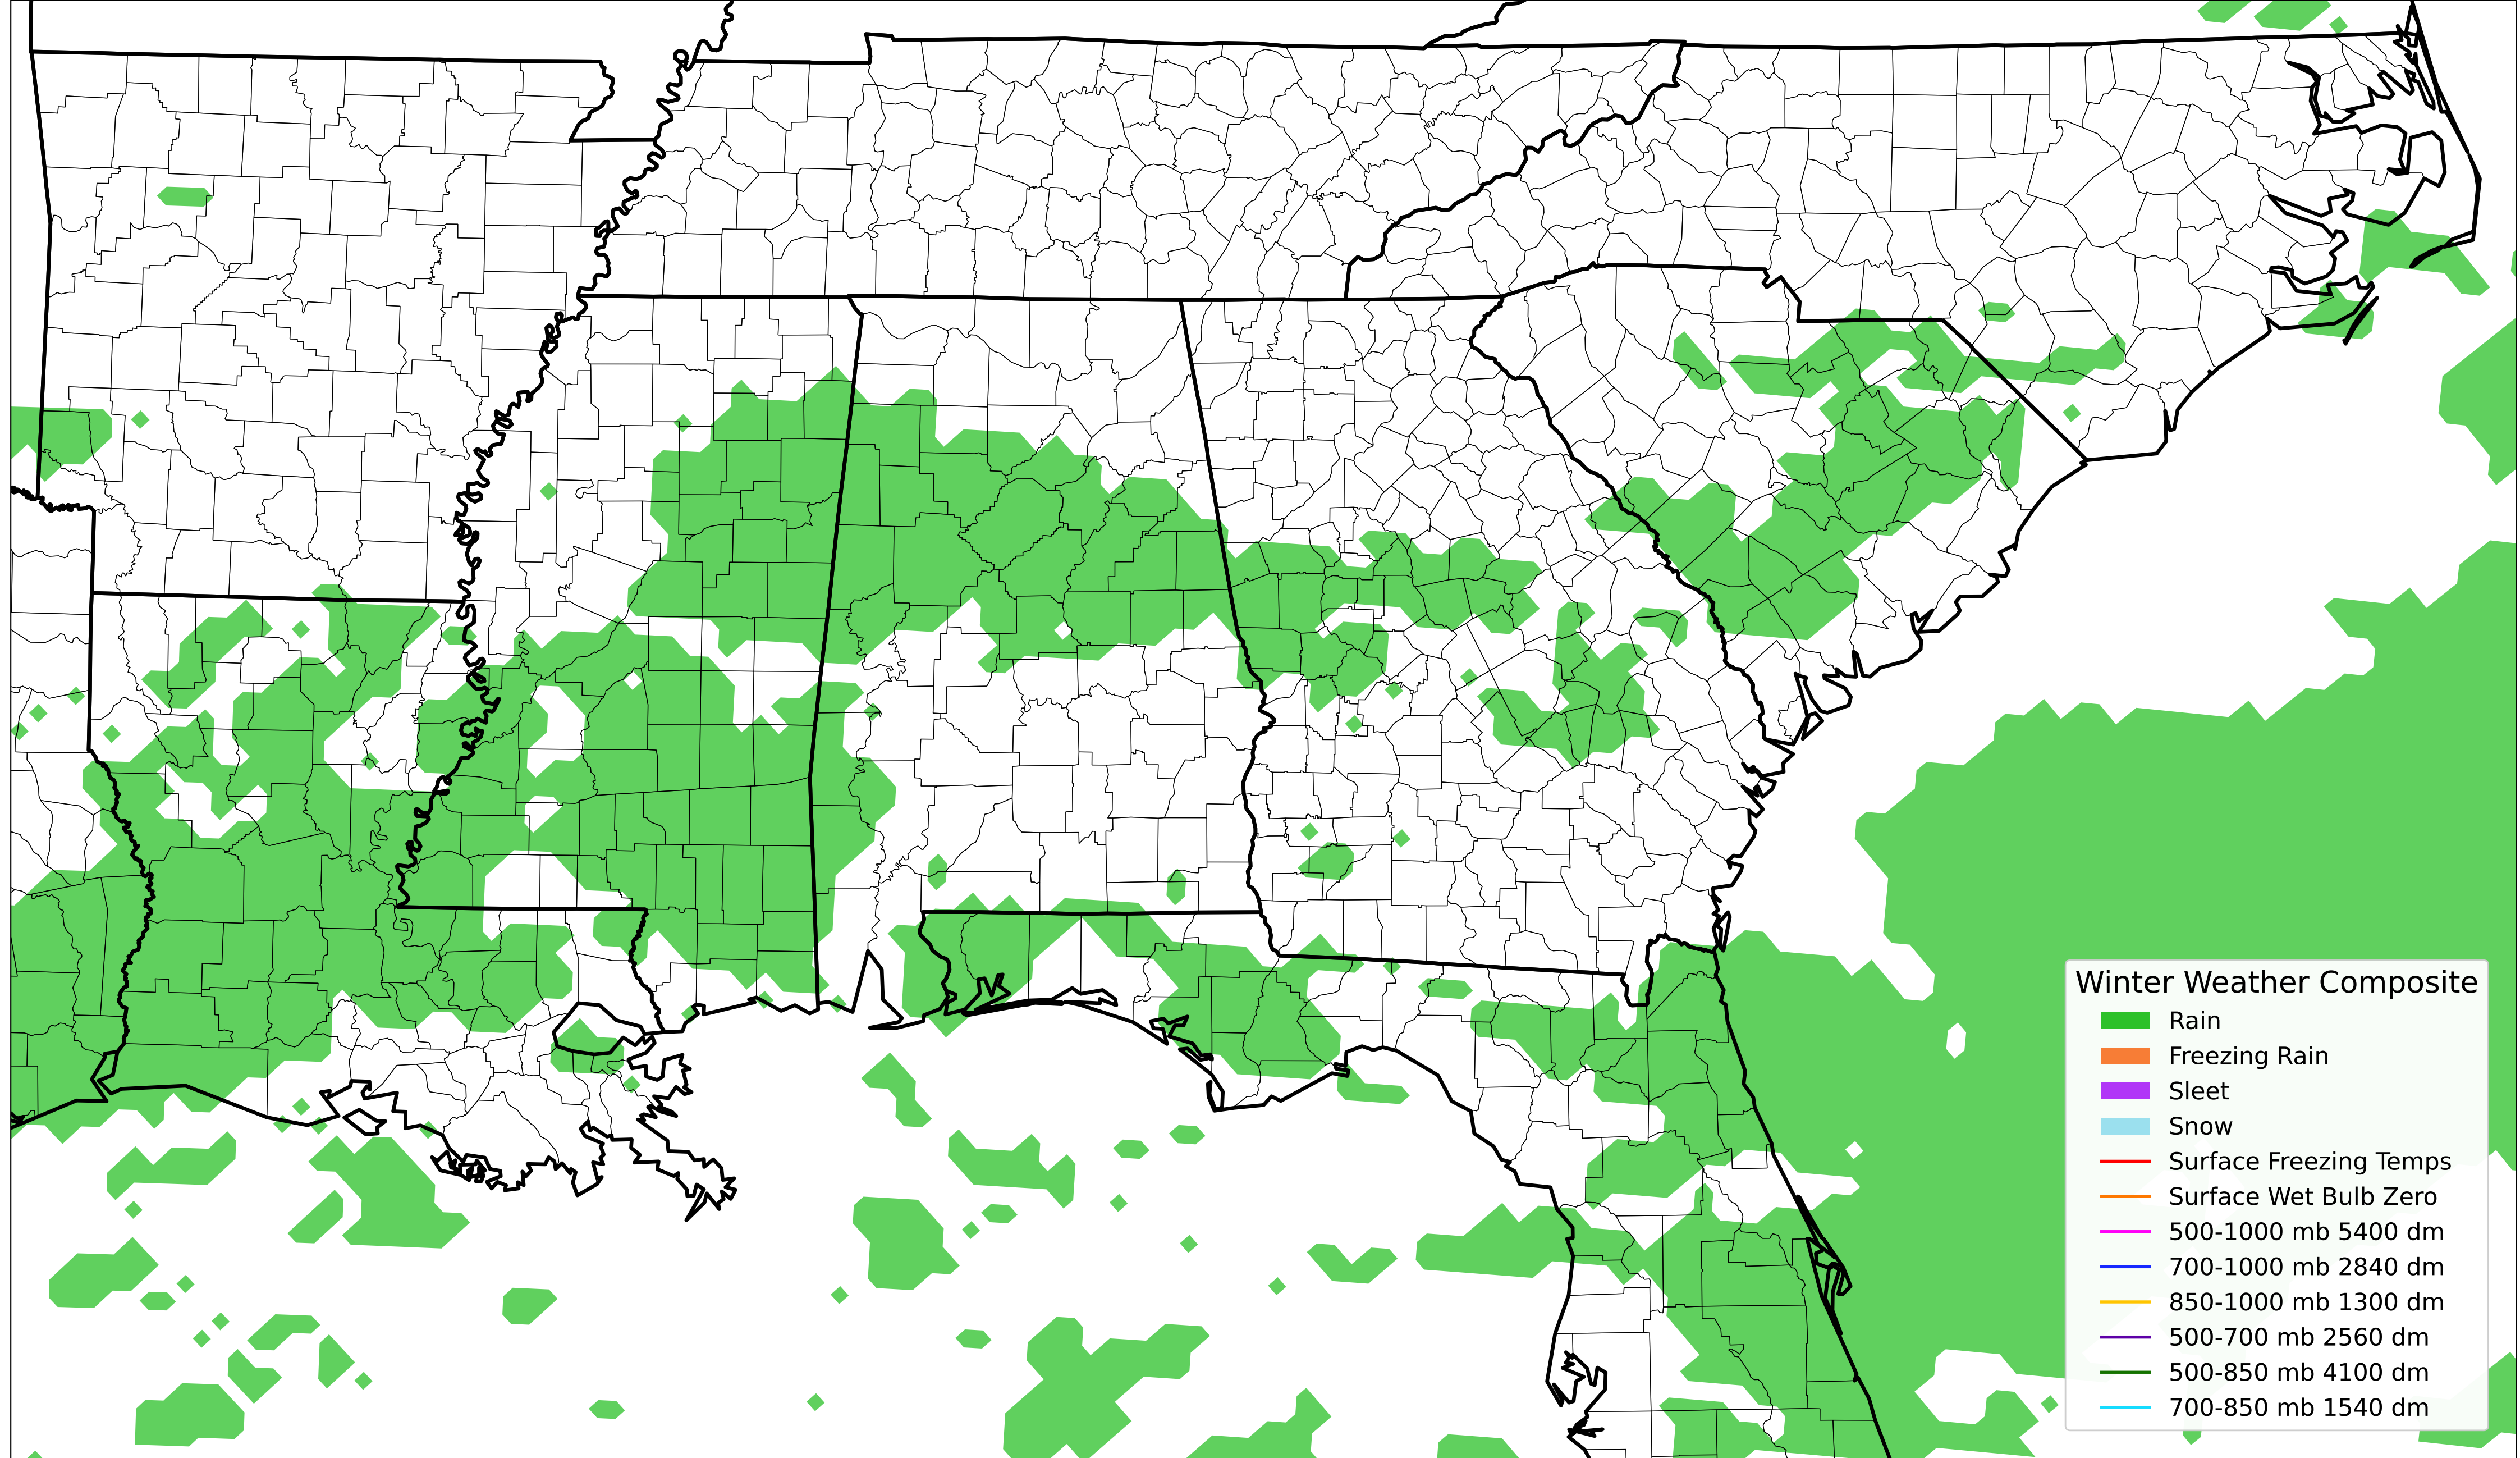 Winter Weather Composite
Rain
Freezing Rain
Sleet
Snow
Surface Freezing Temps
Surface Wet Bulb Zero
500-1000 mb 5400 dm
700-1000 mb 2840 dm
850-1000 mb 1300 dm
500-700 mb 2560 dm
500-850 mb 4100 dm
700-850 mb 1540 dm